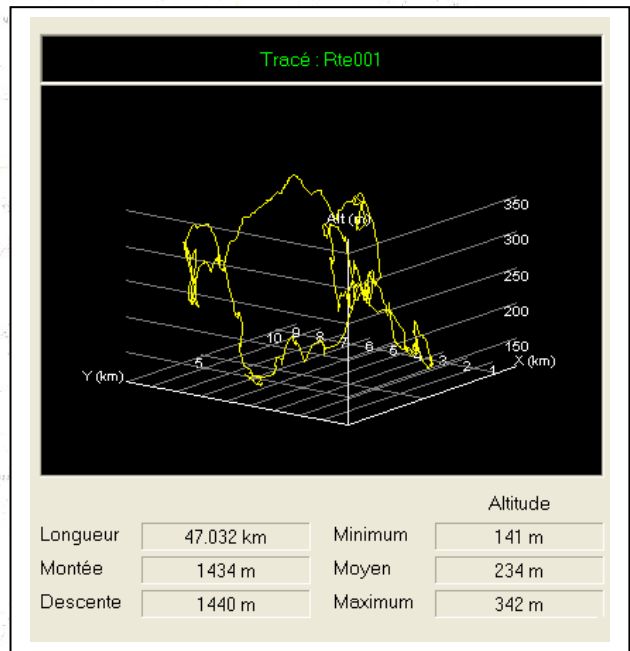 Tracé : Rte001
350
Alt (m)
300
250
200
10 9 8 7 6 5 4 3 2 1
150
5
X (km)
Y (km)
Altitude
Longueur 47.032 km Minimum 141 m
Montée 1434 m Moyen 234 m
Descente 1440 m Maximum 342 m